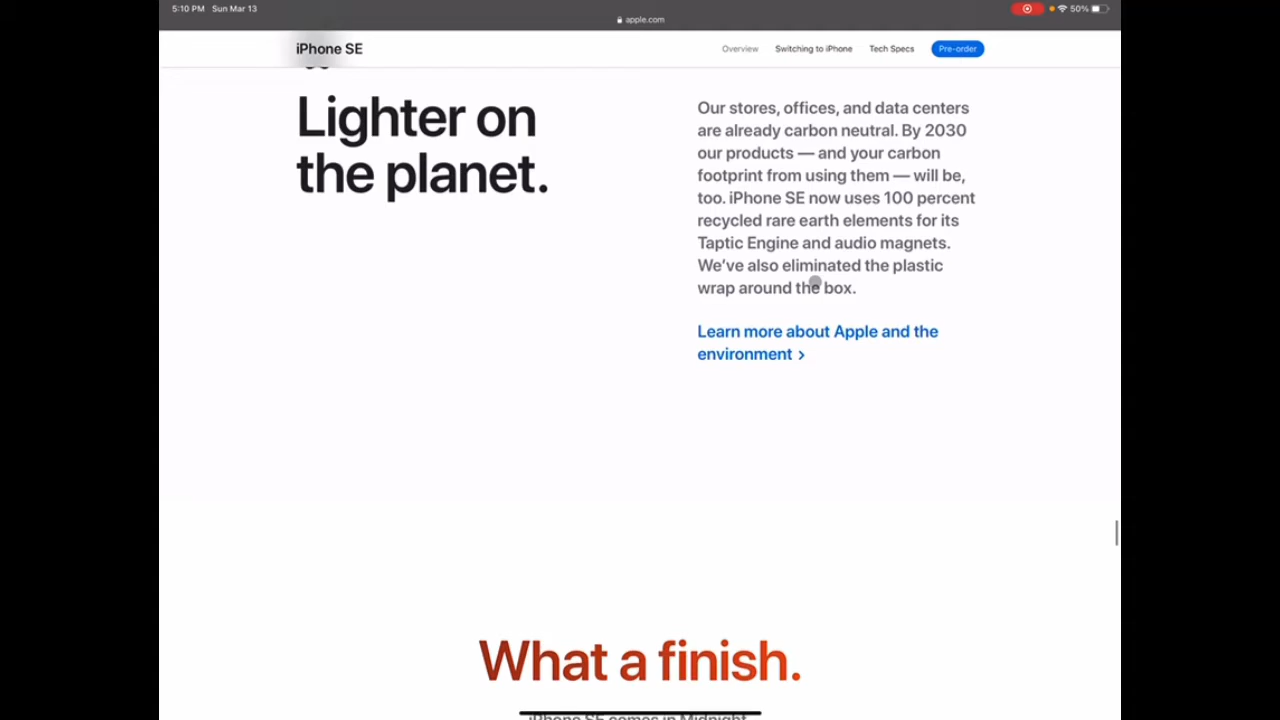 5:10 PM Sun Mar 13
50%
apple.com
iPhone SE
Overview
Switching to iPhone
Tech Specs
Pre-order
Lighter on
the planet.
Our stores, offices, and data centers
are already carbon neutral. By 2030
our products — and your carbon
footprint from using them — will be,
too. iPhone SE now uses 100 percent
recycled rare earth elements for its
Taptic Engine and audio magnets.
We've also eliminated the plastic
wrap around the box.
Learn more about Apple and the
environment >
What a finish.
iPhone SE comes in Midnight